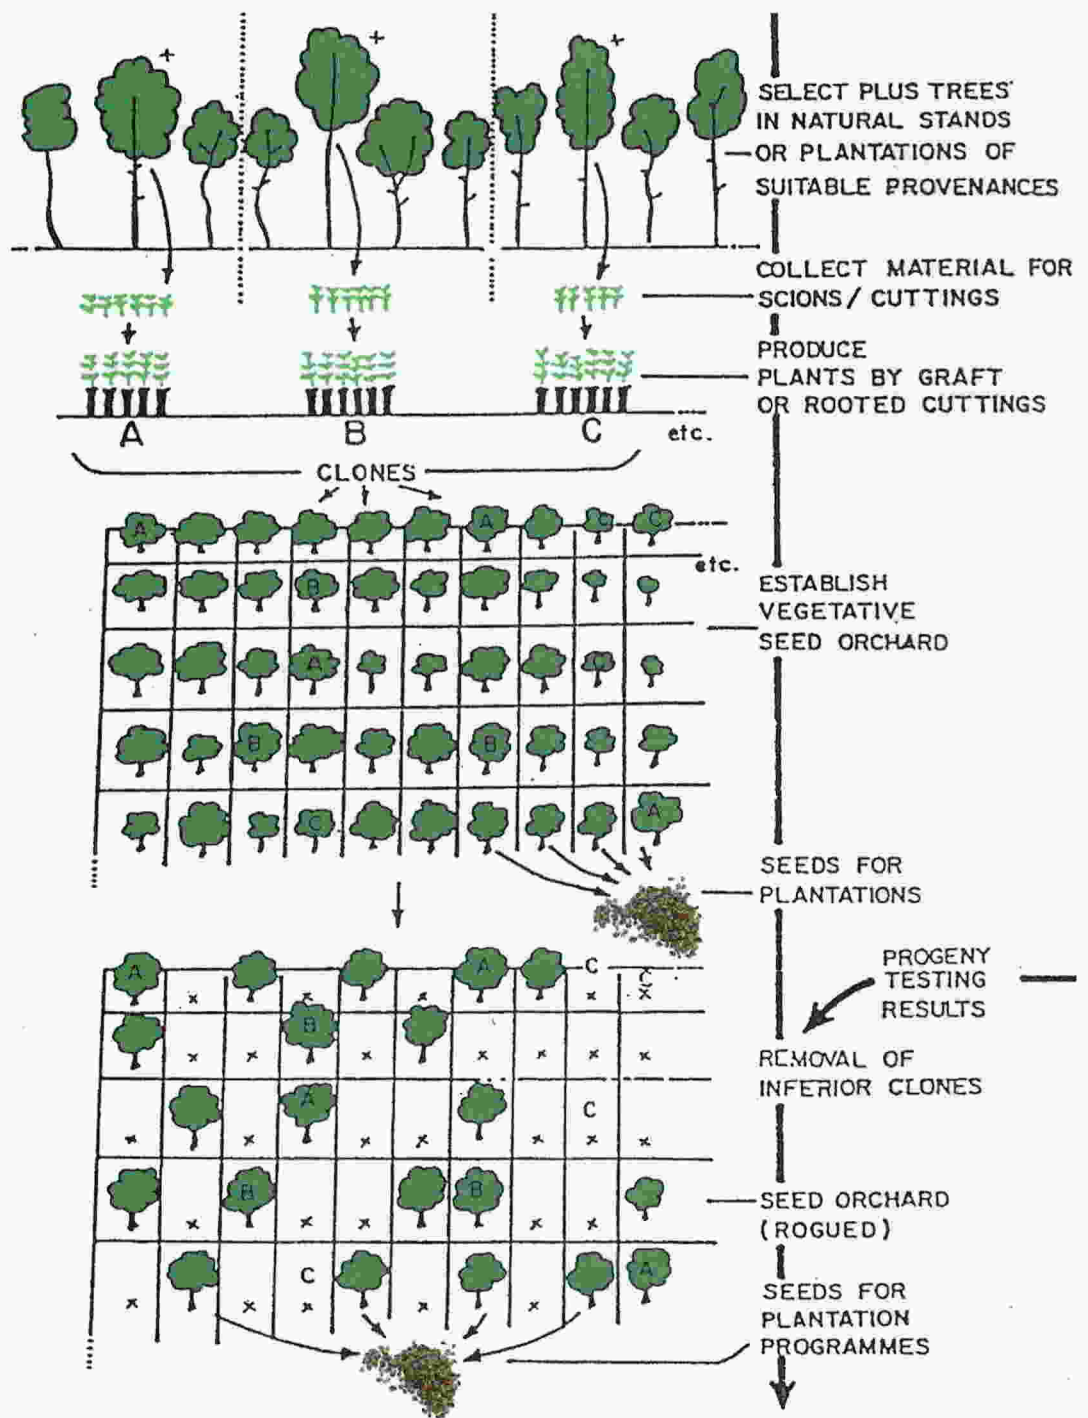 +
+
+
SELECT PLUS TREES
IN NATURAL STANDS
OR PLANTATIONS OF
SUITABLE PROVENANCES
COLLECT MATERIAL FOR
SCIONS/ CUTTINGS
PRODUCE
PLANTS BY GRAFT
OR ROOTED CUTTINGS
A
B
C
etc.
CLONES
A
A
C
C
etc.
B
ESTABLISH
VEGETATIVE
SEED ORCHARD
A
C
B
B
C
A
SEEDS FOR
PLANTATIONS
PROGENY
TESTING
RESULTS
A
A
C
C
B
REMOVAL OF
INFERIOR CLONES
A
C
B
B
SEED ORCHARD
(ROGUED)
C
A
SEEDS FOR
PLANTATION
PROGRAMMES